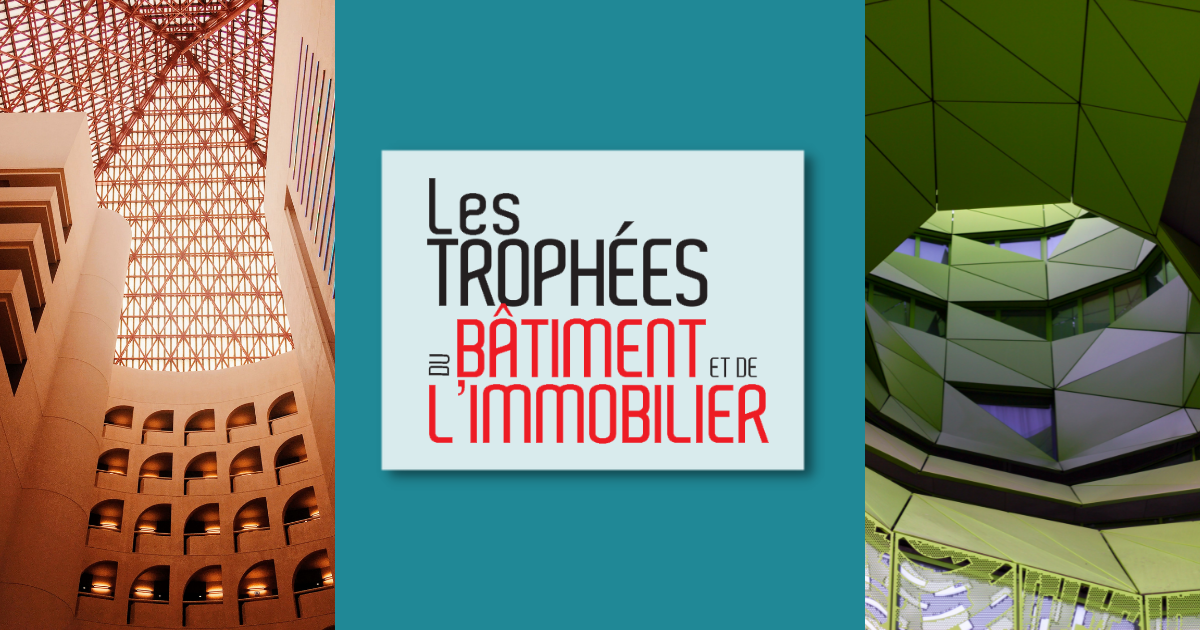 Les
TROPHÉES
DU BÂTIMENT ET DE
L'IMMOBILIER